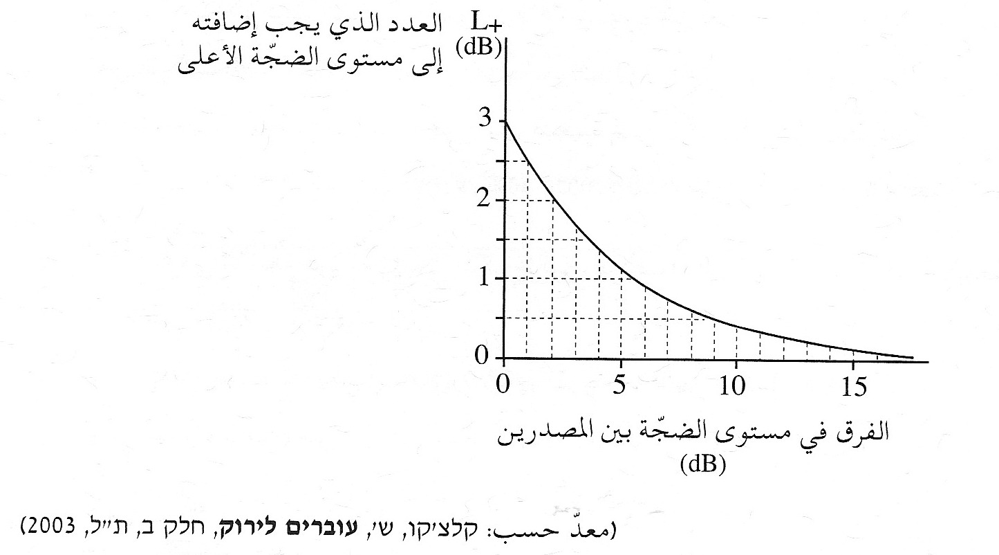 العدد الذي يجب إضافته
إلى مستوى الضجّة الأعلى
L+
(dB)
3
2
1
0
0 5 10 15
الفرق في مستوى الضجّة بين المصدرين
(dB)
(معدّ حسب: קלצ'קו, ש', עוברים לירוק, חלק ב, ת"ל, 2003)